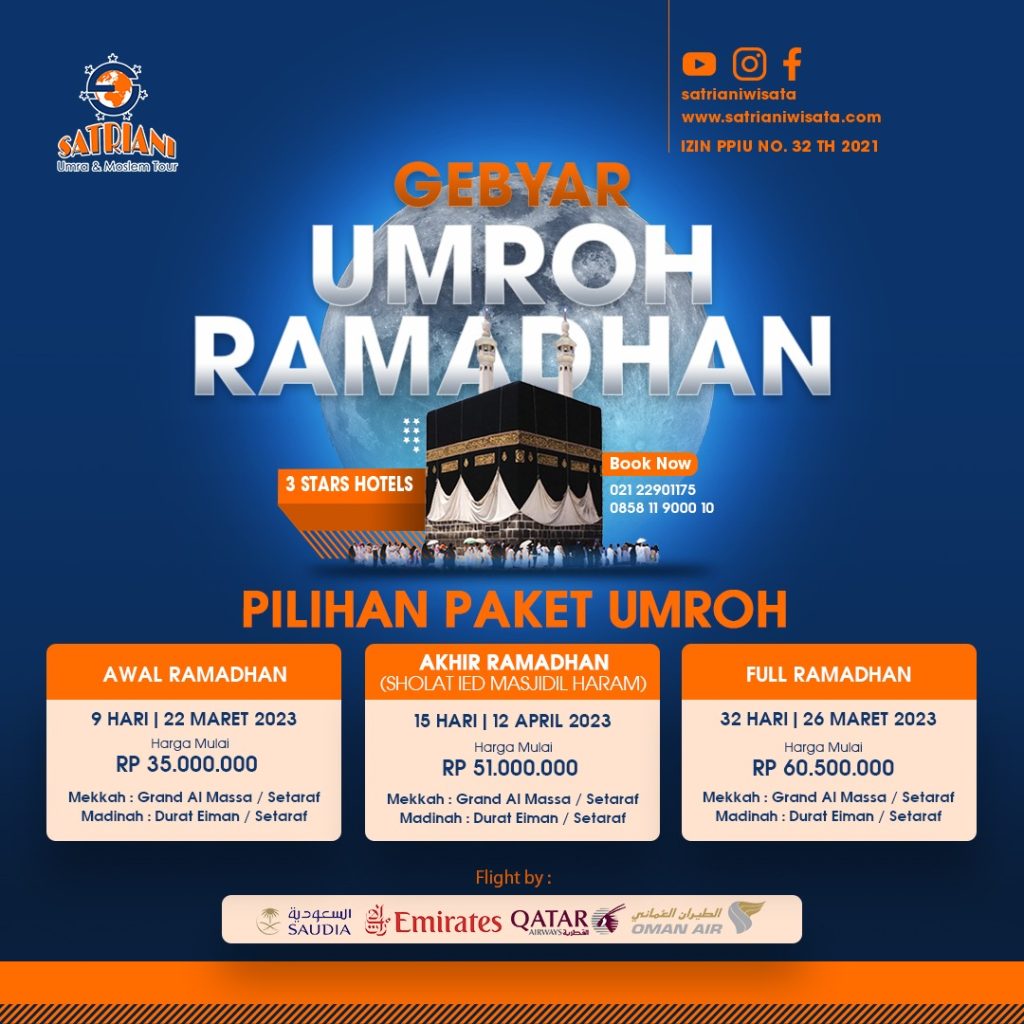 SATRIANI
Umra & Moslem Tour
satrianiwisata
www.satrianiwisata.com
IZIN PPIU NO. 32 TH 2021
GEBYAR
UMROH
RAMADHAN
3 STARS HOTELS
Book Now
021 22901175
0858 11 9000 10
PILIHAN PAKET UMROH
AWAL RAMADHAN
9 HARI | 22 MARET 2023
Harga Mulai
RP 35.000.000
Mekkah : Grand Al Massa / Setaraf
Madinah : Durat Eiman / Setaraf
AKHIR RAMADHAN
(SHOLAT IED MASJIDIL HARAM)
15 HARI | 12 APRIL 2023
Harga Mulai
RP 51.000.000
Mekkah : Grand Al Massa / Setaraf
Madinah : Durat Eiman / Setaraf
FULL RAMADHAN
32 HARI | 26 MARET 2023
Harga Mulai
RP 60.500.000
Mekkah : Grand Al Massa / Setaraf
Madinah : Durat Eiman / Setaraf
Flight by :
السعودية
SAUDIA
Emirates
QATAR
AIRWAYS القطرية
الطيران العماني
OMAN AIR